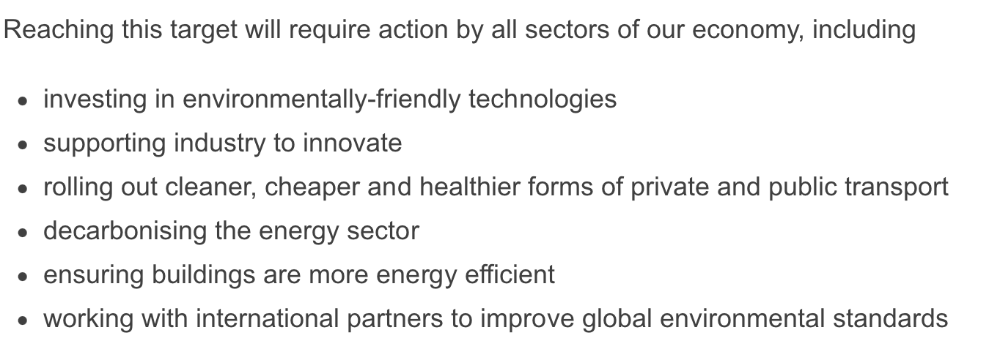 Reaching this target will require action by all sectors of our economy, including
• investing in environmentally-friendly technologies
• supporting industry to innovate
• rolling out cleaner, cheaper and healthier forms of private and public transport
• decarbonising the energy sector
• ensuring buildings are more energy efficient
• working with international partners to improve global environmental standards